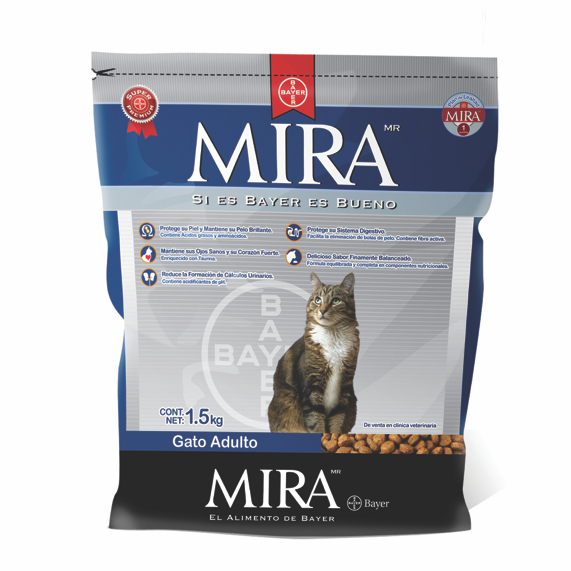 BAYER
BAYER
SUPER
PREMIUM
MIRA
1
MIRA MR
SI ES BAYER ES BUENO
Protege su Piel y Mantiene su Pelo Brillante.
Contiene Ácidos grasos y aminoácidos.
Protege su Sistema Digestivo.
Facilita la eliminación de bolas de pelo. Contiene fibra activa.
Mantiene sus Ojos Sanos y su Corazón Fuerte.
Enriquecido con Taurina.
Delicioso Sabor Finamente Balanceado.
Fórmula equilibrada y completa en componentes nutricionales.
Reduce la Formación de Cálculos Urinarios.
Contiene acidificantes de pH.
BAYER
BAYER
CONT.
NET: 1.5kg
De venta en clínica veterinaria
Gato Adulto
MIRA MR
Bayer
EL ALIMENTO DE BAYER